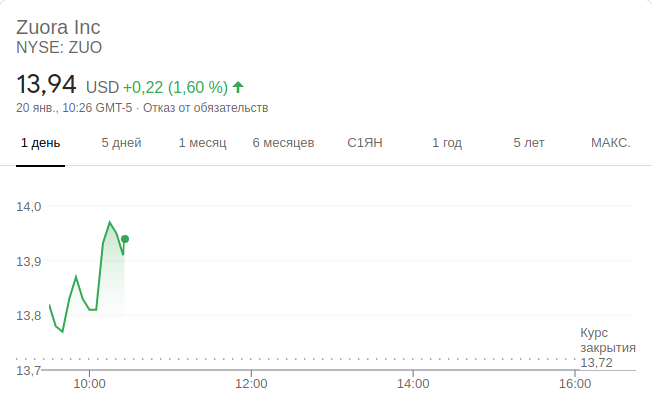 Zuora Inc
NYSE: ZUO
13,94 USD +0,22 (1,60 %)
20 янв., 10:26 GMT-5 · Отказ от обязательств
1 день 5 дней 1 месяц 6 месяцев С1ЯН 1 год 5 лет МАКС.
14,0
13,9
13,8
Курс
закрытия
13,72
13,7
10:00 12:00 14:00 16:00